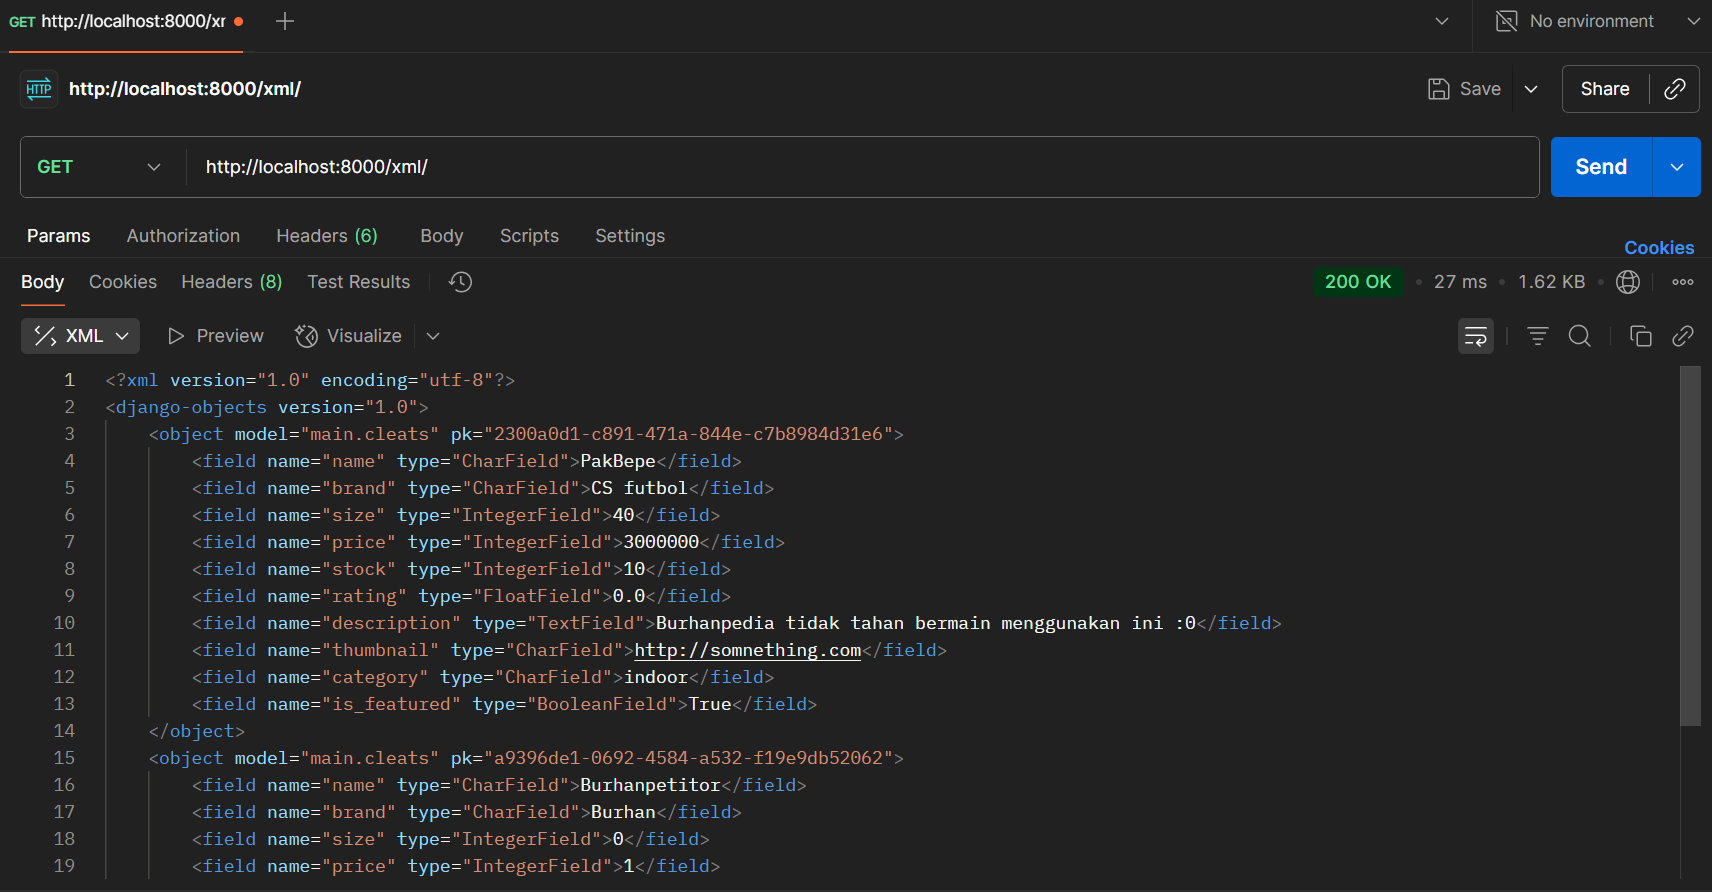 GET http://localhost:8000/xr
No environment
HTTP http://localhost:8000/xml/
Save
Share
GET http://localhost:8000/xml/
Send
Params Authorization Headers (6) Body Scripts Settings
Cookies
Body Cookies Headers (8) Test Results
200 OK • 27 ms • 1.62 KB •
XML Preview Visualize
1 <?xml version="1.0" encoding="utf-8"?>
2 <django-objects version="1.0">
3 <object model="main.cleats" pk="2300a0d1-c891-471a-844e-c7b8984d31e6">
4 <field name="name" type="CharField">PakBepe</field>
5 <field name="brand" type="CharField">CS futbol</field>
6 <field name="size" type="IntegerField">40</field>
7 <field name="price" type="IntegerField">3000000</field>
8 <field name="stock" type="IntegerField">10</field>
9 <field name="rating" type="FloatField">0.0</field>
10 <field name="description" type="TextField">Burhanpedia tidak tahan bermain menggunakan ini :0</field>
11 <field name="thumbnail" type="CharField">http://somnething.com</field>
12 <field name="category" type="CharField">indoor</field>
13 <field name="is_featured" type="BooleanField">True</field>
14 </object>
15 <object model="main.cleats" pk="a9396de1-0692-4584-a532-f19e9db52062">
16 <field name="name" type="CharField">Burhanpetitor</field>
17 <field name="brand" type="CharField">Burhan</field>
18 <field name="size" type="IntegerField">0</field>
19 <field name="price" type="IntegerField">1</field>